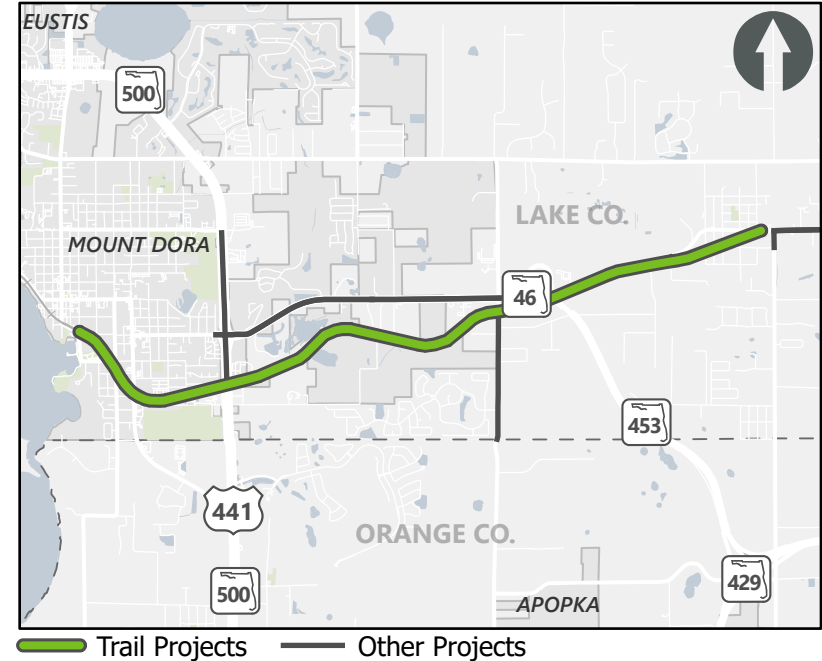 EUSTIS
500
LAKE CO.
MOUNT DORA
46
453
441
ORANGE CO.
429
500
APOPKA
Trail Projects
Other Projects